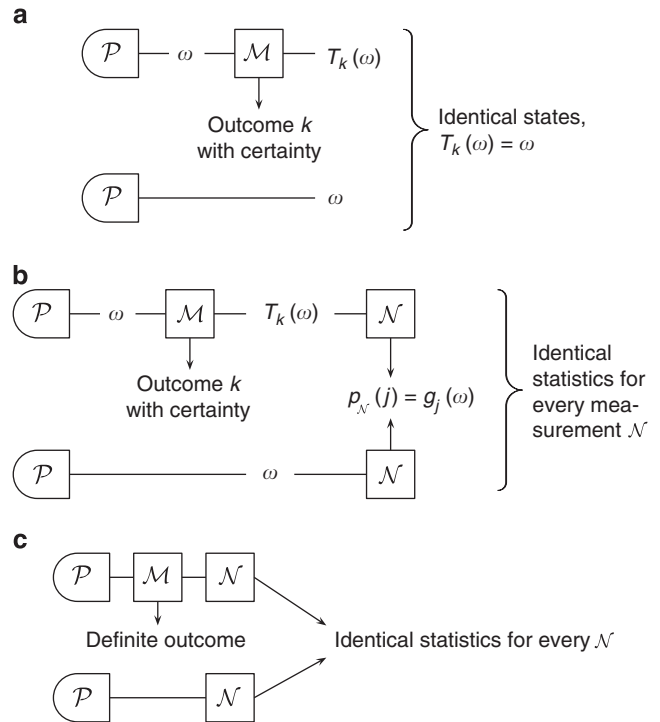 a
𝒫 ω ℳ T_k(ω)
Outcome k
with certainty
𝒫 ω
Identical states,
T_k(ω) = ω
b
𝒫 ω ℳ T_k(ω) 𝒩
Outcome k
with certainty
p_𝒩(j) = g_j(ω)
𝒫 ω 𝒩
Identical
statistics for
every mea-
surement 𝒩
c
𝒫 ℳ 𝒩
Definite outcome
Identical statistics for every 𝒩
𝒫 𝒩